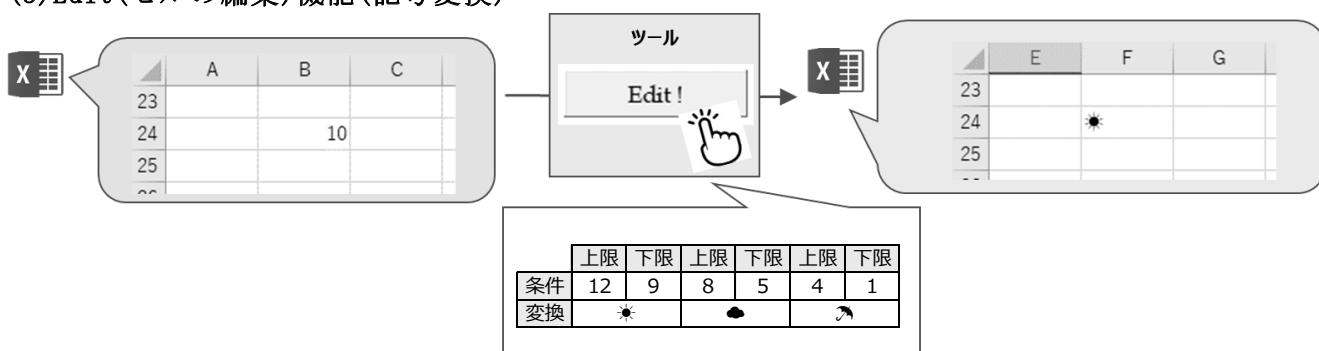 ツール
Edit !
X
A B C
23
24 10
25
X
E F G
23
24 ☀
25
上限 下限 上限 下限 上限 下限
条件 12 9 8 5 4 1
変換 ☀ ☁ ☂